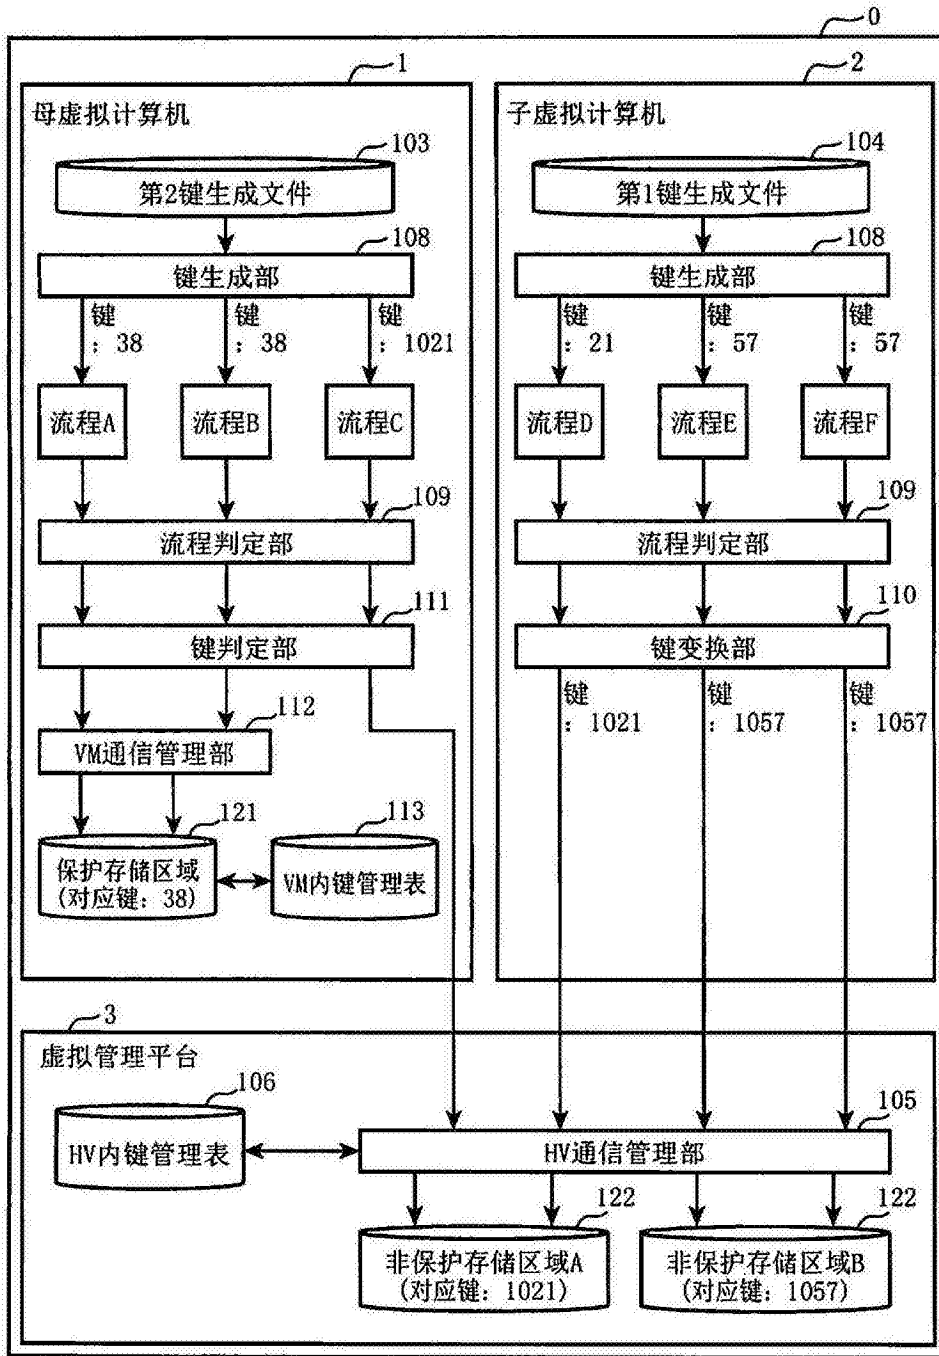 0
1
2
母虚拟计算机
子虚拟计算机
103
104
第2键生成文件
第1键生成文件
108
108
键生成部
键生成部
键
：38
键
：38
键
：1021
键
：21
键
：57
键
：57
流程A
流程B
流程C
流程D
流程E
流程F
109
109
流程判定部
流程判定部
111
110
键判定部
键变换部
112
键
：1021
键
：1057
键
：1057
VM通信管理部
121
113
保护存储区域
(对应键：38)
VM内键管理表
3
虚拟管理平台
106
105
HV内键管理表
HV通信管理部
122
122
非保护存储区域A
(对应键：1021)
非保护存储区域B
(对应键：1057)